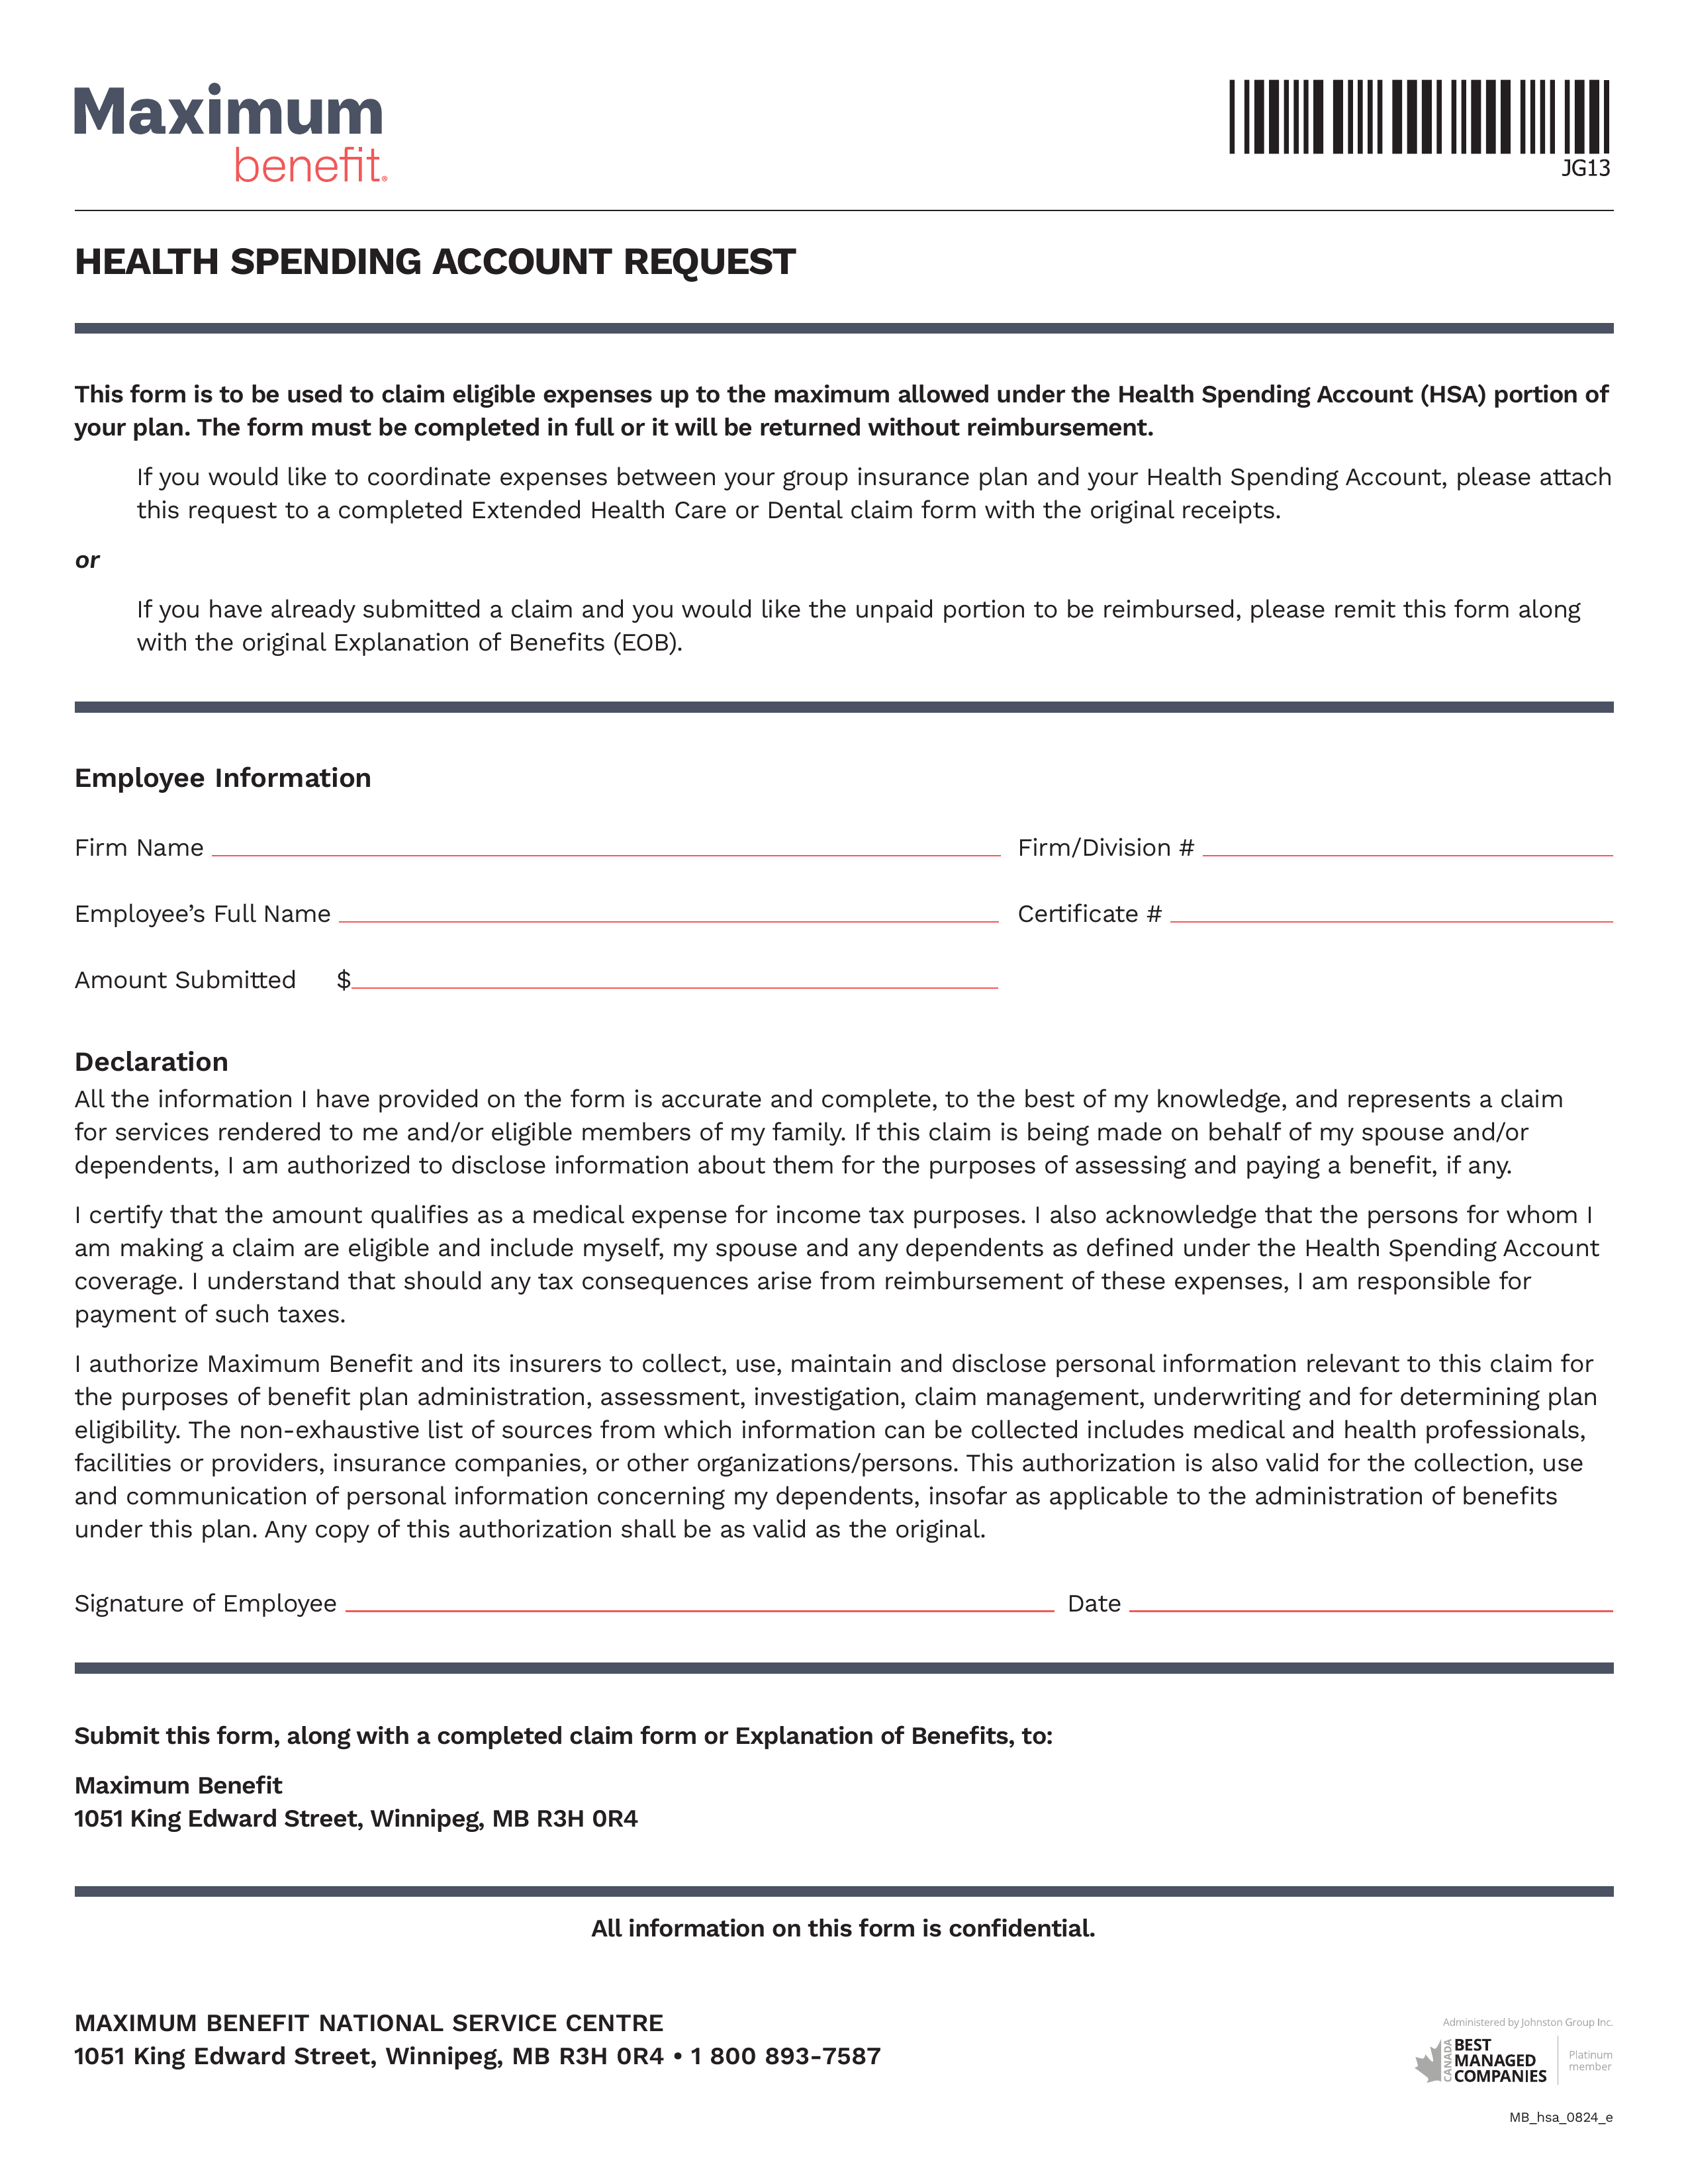 Maximum
benefit®
JG13
HEALTH SPENDING ACCOUNT REQUEST
This form is to be used to claim eligible expenses up to the maximum allowed under the Health Spending Account (HSA) portion of
your plan. The form must be completed in full or it will be returned without reimbursement.
If you would like to coordinate expenses between your group insurance plan and your Health Spending Account, please attach
this request to a completed Extended Health Care or Dental claim form with the original receipts.
or
If you have already submitted a claim and you would like the unpaid portion to be reimbursed, please remit this form along
with the original Explanation of Benefits (EOB).
Employee Information
Firm Name Firm/Division #
Employee’s Full Name Certificate #
Amount Submitted $
Declaration
All the information I have provided on the form is accurate and complete, to the best of my knowledge, and represents a claim
for services rendered to me and/or eligible members of my family. If this claim is being made on behalf of my spouse and/or
dependents, I am authorized to disclose information about them for the purposes of assessing and paying a benefit, if any.
I certify that the amount qualifies as a medical expense for income tax purposes. I also acknowledge that the persons for whom I
am making a claim are eligible and include myself, my spouse and any dependents as defined under the Health Spending Account
coverage. I understand that should any tax consequences arise from reimbursement of these expenses, I am responsible for
payment of such taxes.
I authorize Maximum Benefit and its insurers to collect, use, maintain and disclose personal information relevant to this claim for
the purposes of benefit plan administration, assessment, investigation, claim management, underwriting and for determining plan
eligibility. The non-exhaustive list of sources from which information can be collected includes medical and health professionals,
facilities or providers, insurance companies, or other organizations/persons. This authorization is also valid for the collection, use
and communication of personal information concerning my dependents, insofar as applicable to the administration of benefits
under this plan. Any copy of this authorization shall be as valid as the original.
Signature of Employee Date
Submit this form, along with a completed claim form or Explanation of Benefits, to:
Maximum Benefit
1051 King Edward Street, Winnipeg, MB R3H 0R4
All information on this form is confidential.
MAXIMUM BENEFIT NATIONAL SERVICE CENTRE
1051 King Edward Street, Winnipeg, MB R3H 0R4 • 1 800 893-7587
Administered by Johnston Group Inc.
CANADA
BEST
MANAGED
COMPANIES
Platinum
member
MB_hsa_0824_e